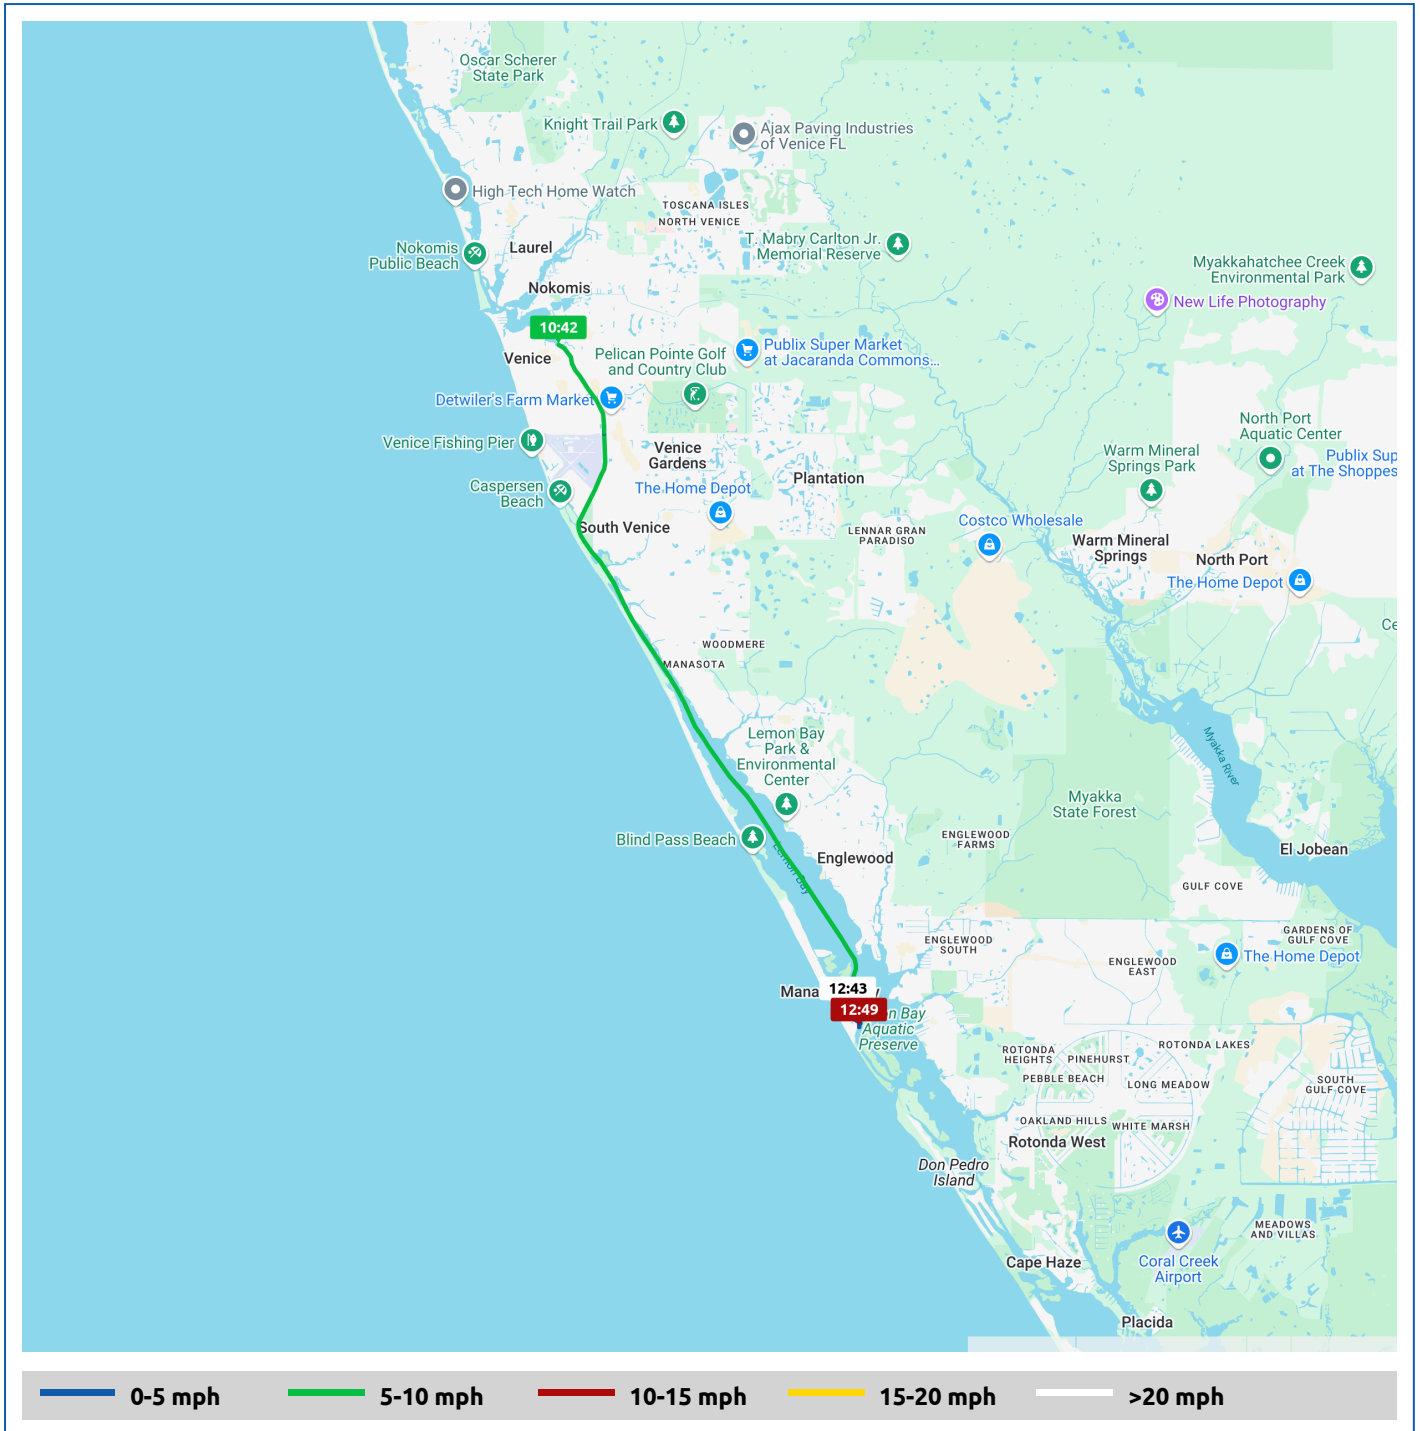 Oscar Scherer
State Park
Knight Trail Park
Ajax Paving Industries
of Venice FL
High Tech Home Watch
TOSCANA ISLES
NORTH VENICE
Nokomis
Public Beach
Laurel
T. Mabry Carlton Jr.
Memorial Reserve
Myakkahatchee Creek
Environmental Park
Nokomis
New Life Photography
10:42
Venice
Pelican Pointe Golf
and Country Club
Publix Super Market
at Jacaranda Commons...
Detwiler's Farm Market
Venice Fishing Pier
Venice
Gardens
North Port
Aquatic Center
Warm Mineral
Springs Park
Publix Sup
at The Shoppes
Caspersen
Beach
The Home Depot
Plantation
South Venice
LENNAR GRAN
PARADISO
Costco Wholesale
Warm Mineral
Springs
North Port
The Home Depot
Ce
WOODMERE
MANASOTA
Lemon Bay
Park &
Environmental
Center
Myakka River
Myakka
State Forest
Blind Pass Beach
Lemon Bay
Englewood
ENGLEWOOD
FARMS
El Jobean
GULF COVE
ENGLEWOOD
SOUTH
GARDENS OF
GULF COVE
ENGLEWOOD
EAST
The Home Depot
Mana
12:43
y
12:49
n Bay
Aquatic
Preserve
ROTONDA
HEIGHTS
PINEHURST
ROTONDA LAKES
PEBBLE BEACH
LONG MEADOW
SOUTH
GULF COVE
OAKLAND HILLS
WHITE MARSH
Rotonda West
Don Pedro
Island
MEADOWS
AND VILLAS
Cape Haze
Coral Creek
Airport
Placida
0-5 mph
5-10 mph
10-15 mph
15-20 mph
>20 mph